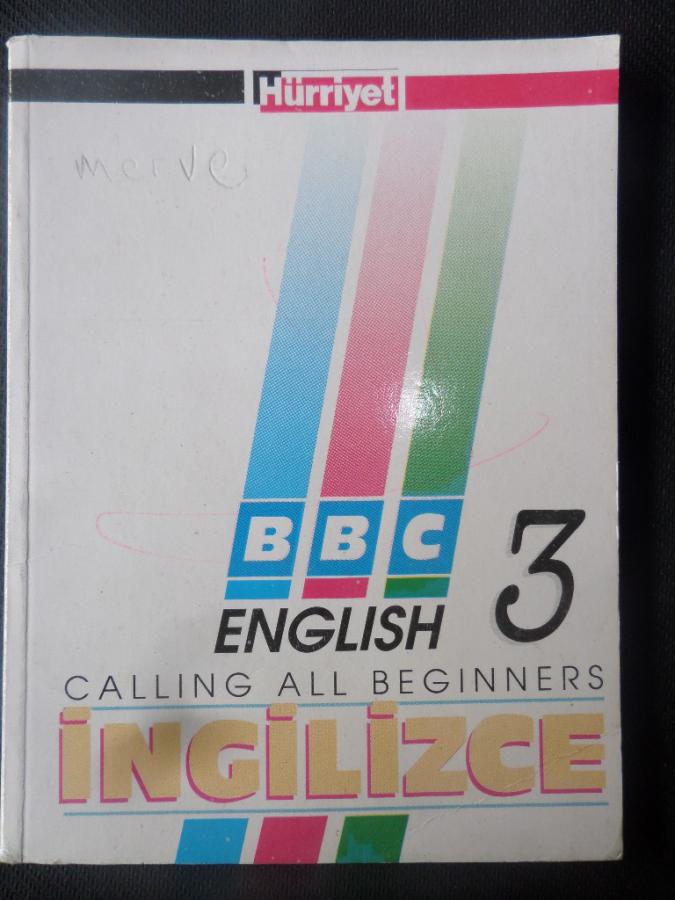 Hürriyet
merve
BBC
ENGLISH 3
CALLING ALL BEGINNERS
İNGİLİZCE